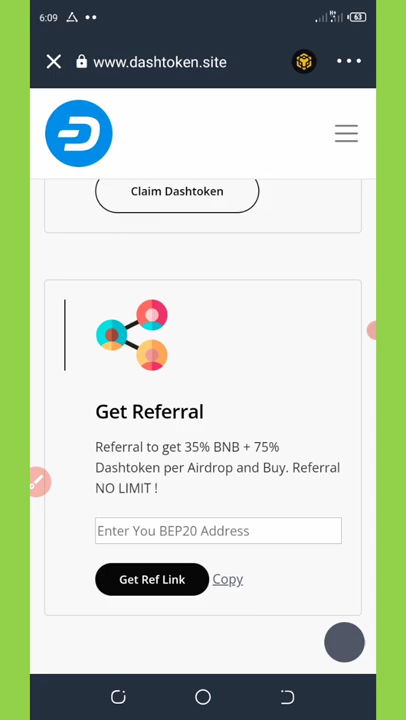 6:09
63
www.dashtoken.site
Claim Dashtoken
Get Referral
Referral to get 35% BNB + 75%
Dashtoken per Airdrop and Buy. Referral
NO LIMIT !
Enter You BEP20 Address
Get Ref Link Copy